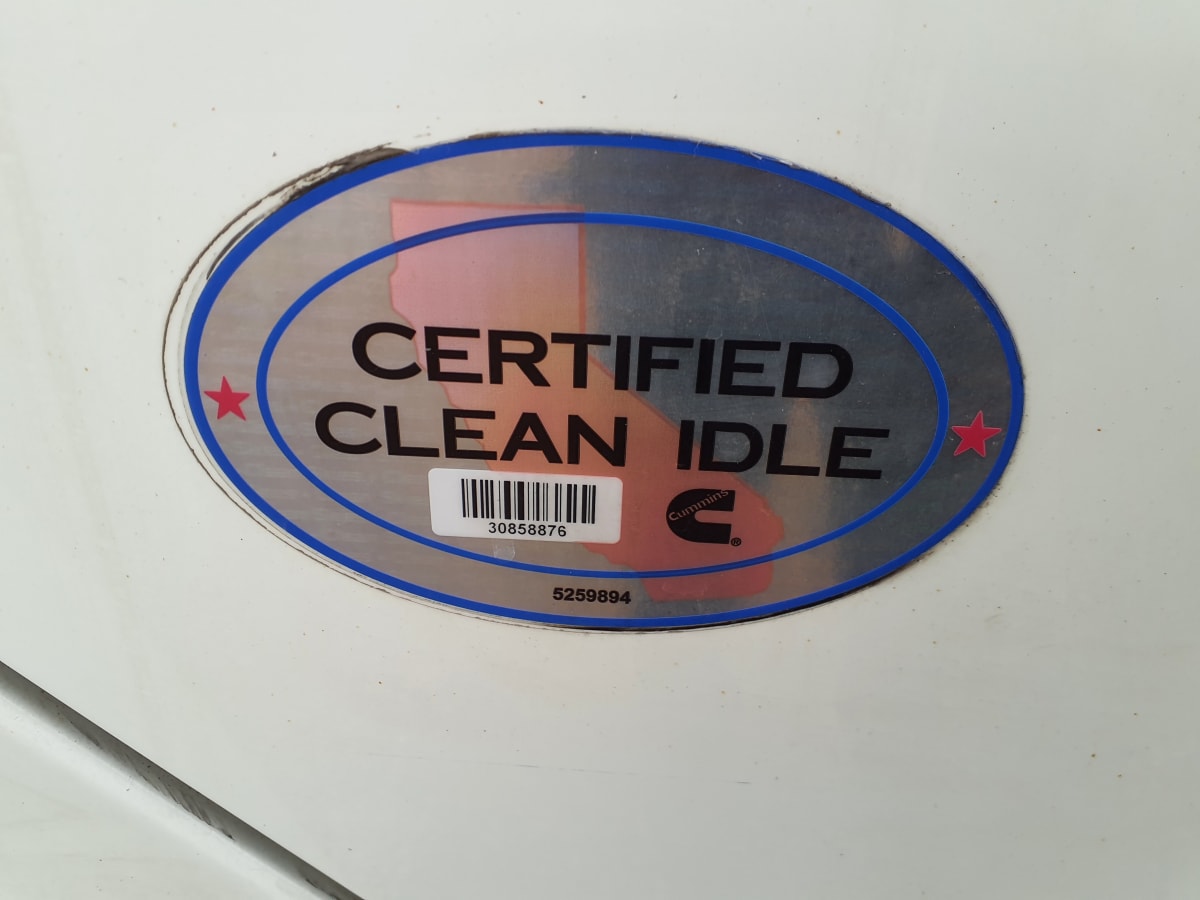 CERTIFIED
CLEAN IDLE
30858876
Cummins
®
5259894